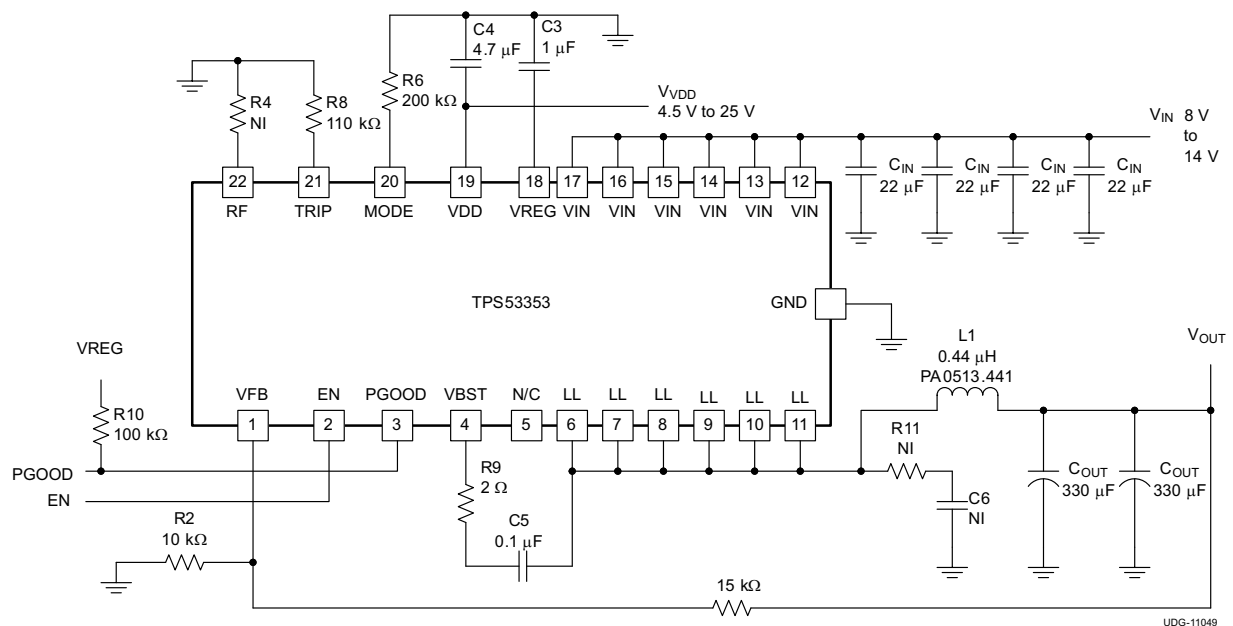 C4
4.7 μF
C3
1 μF
R4
NI
R8
110 kΩ
R6
200 kΩ
VVDD
4.5 V to 25 V
VIN 8 V
to
14 V
CIN
22 μF
CIN
22 μF
CIN
22 μF
CIN
22 μF
22 21 20 19 18 17 16 15 14 13 12
RF TRIP MODE VDD VREG VIN VIN VIN VIN VIN VIN
TPS53353
GND
VREG
R10
100 kΩ
VFB EN PGOOD VBST N/C LL LL LL LL LL LL
1 2 3 4 5 6 7 8 9 10 11
L1
0.44 μH
PA0513.441
VOUT
PGOOD
EN
R9
2 Ω
R11
NI
C6
NI
COUT
330 μF
COUT
330 μF
R2
10 kΩ
C5
0.1 μF
15 kΩ
UDG-11049